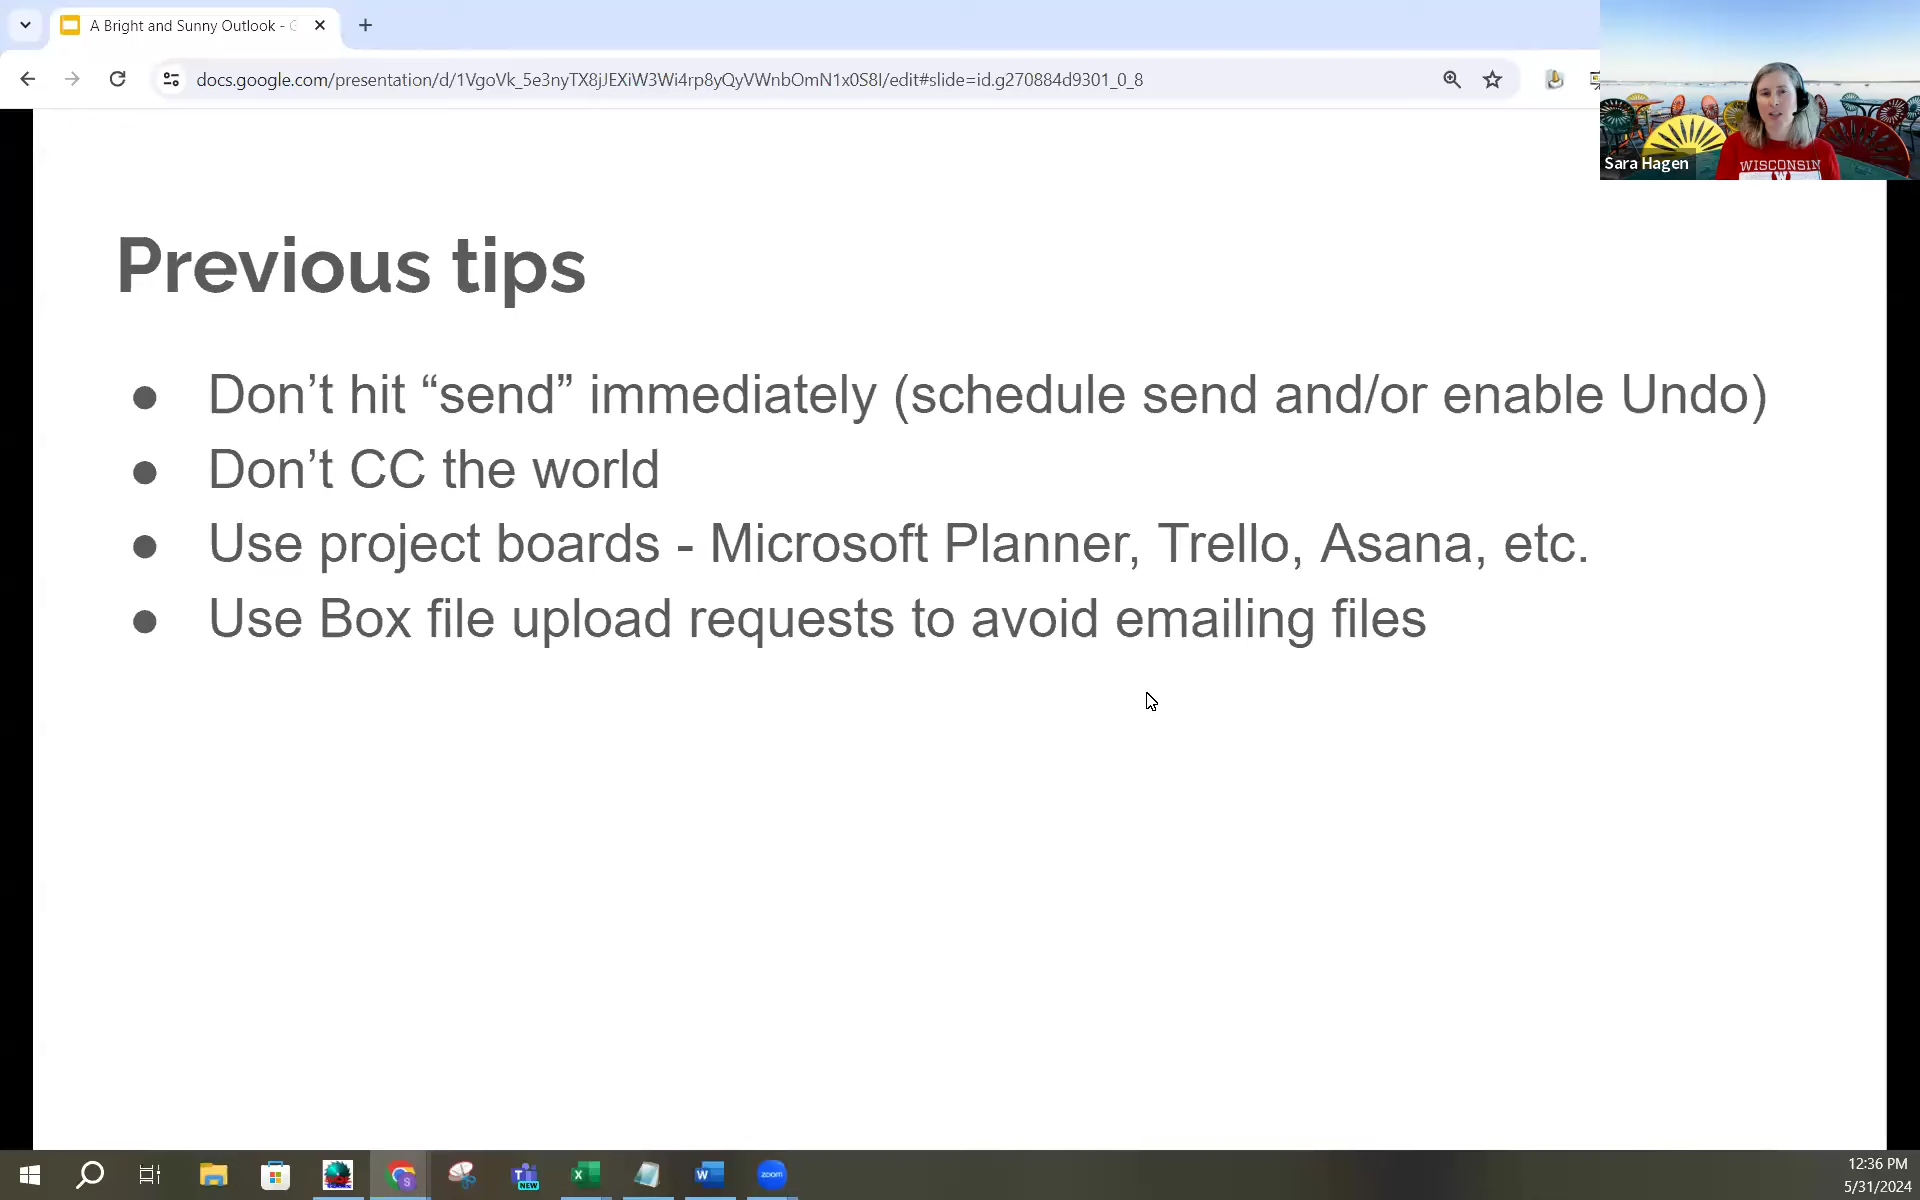 A Bright and Sunny Outlook - G
docs.google.com/presentation/d/1VgoVk_5e3nyTX8jJEXiW3Wi4rp8yQyVWnbOmN1x0S8I/edit#slide=id.g270884d9301_0_8
Sara Hagen
WISCONSIN
W
Previous tips
● Don’t hit “send” immediately (schedule send and/or enable Undo)
● Don’t CC the world
● Use project boards - Microsoft Planner, Trello, Asana, etc.
● Use Box file upload requests to avoid emailing files
S
T
NEW
X
W
zoom
12:36 PM
5/31/2024